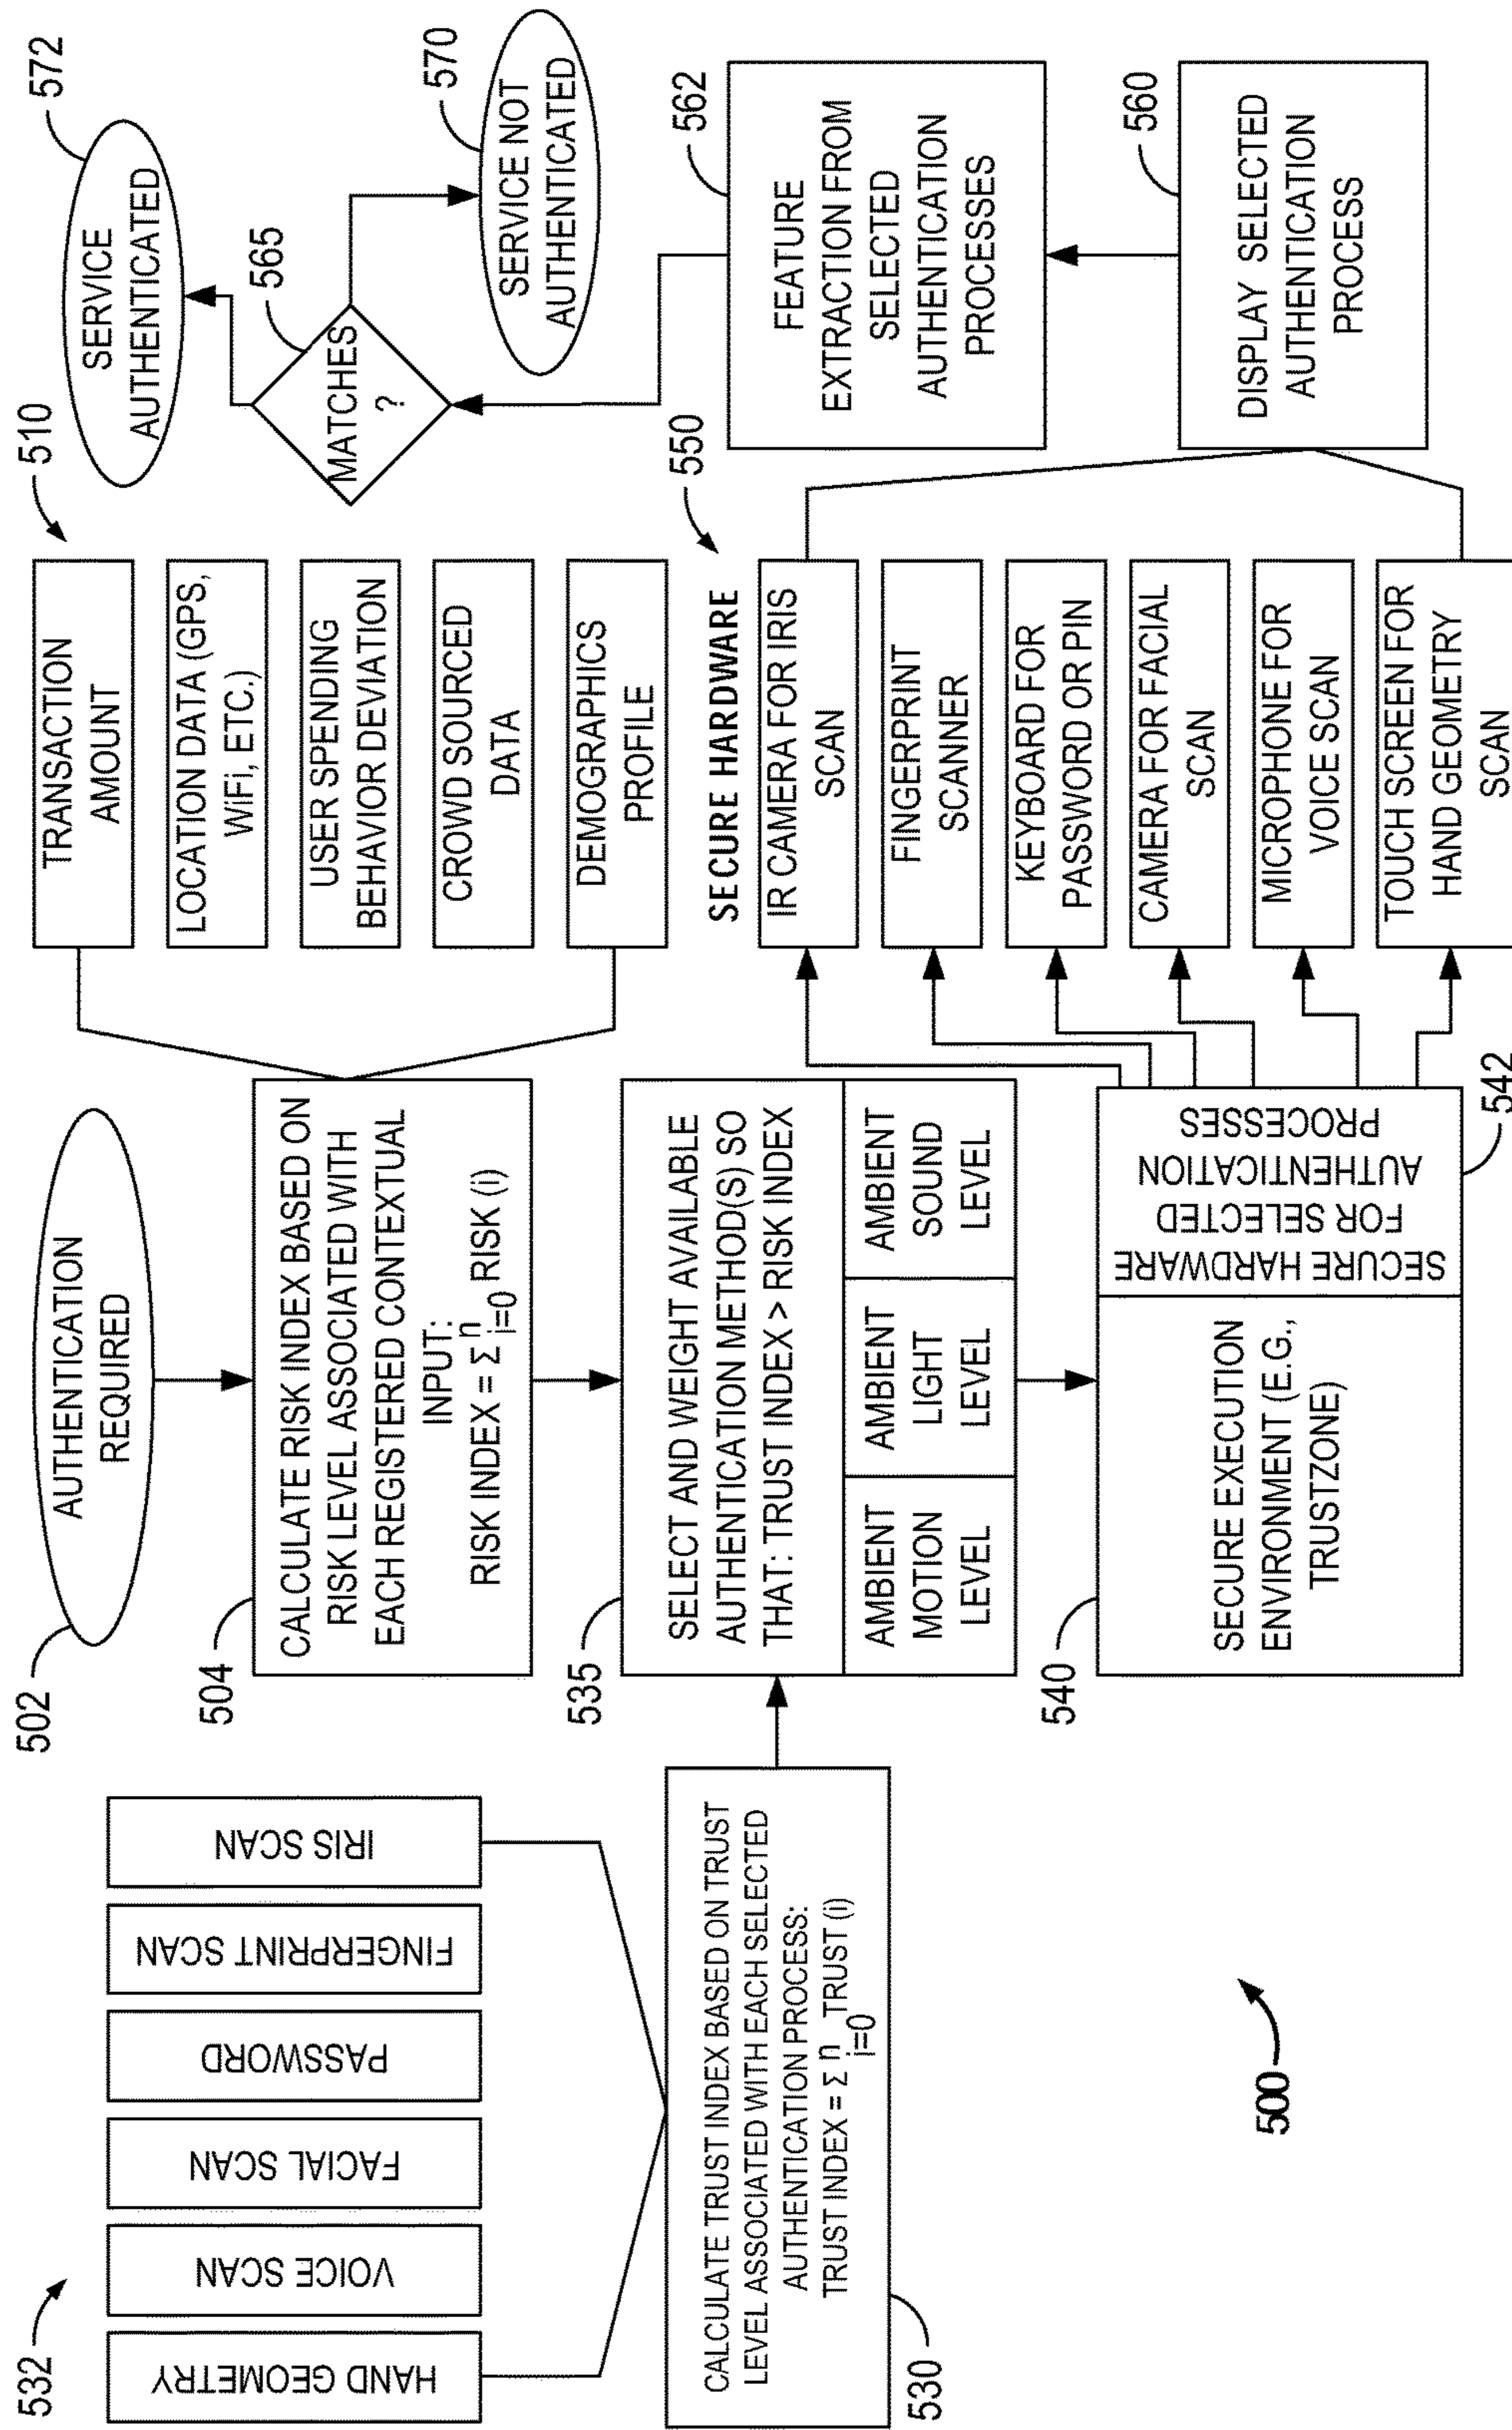 532
HAND GEOMETRY
VOICE SCAN
FACIAL SCAN
PASSWORD
FINGERPRINT SCAN
IRIS SCAN
CALCULATE TRUST INDEX BASED ON TRUST
LEVEL ASSOCIATED WITH EACH SELECTED
AUTHENTICATION PROCESS:
TRUST INDEX = Σ n i=0 TRUST (i)
530
500
502
AUTHENTICATION
REQUIRED
504
CALCULATE RISK INDEX BASED ON
RISK LEVEL ASSOCIATED WITH
EACH REGISTERED CONTEXTUAL
INPUT:
RISK INDEX = Σ n i=0 RISK (i)
535
SELECT AND WEIGHT AVAILABLE
AUTHENTICATION METHOD(S) SO
THAT: TRUST INDEX > RISK INDEX
AMBIENT
MOTION
LEVEL
AMBIENT
LIGHT
LEVEL
AMBIENT
SOUND
LEVEL
540
SECURE EXECUTION
ENVIRONMENT (E.G.,
TRUSTZONE)
SECURE HARDWARE
FOR SELECTED
AUTHENTICATION
PROCESSES
542
510
TRANSACTION
AMOUNT
LOCATION DATA (GPS,
WiFi, ETC.)
USER SPENDING
BEHAVIOR DEVIATION
CROWD SOURCED
DATA
DEMOGRAPHICS
PROFILE
SECURE HARDWARE
550
IR CAMERA FOR IRIS
SCAN
FINGERPRINT
SCANNER
KEYBOARD FOR
PASSWORD OR PIN
CAMERA FOR FACIAL
SCAN
MICROPHONE FOR
VOICE SCAN
TOUCH SCREEN FOR
HAND GEOMETRY
SCAN
572
SERVICE
AUTHENTICATED
565
MATCHES
?
570
SERVICE NOT
AUTHENTICATED
562
FEATURE
EXTRACTION FROM
SELECTED
AUTHENTICATION
PROCESSES
560
DISPLAY SELECTED
AUTHENTICATION
PROCESS